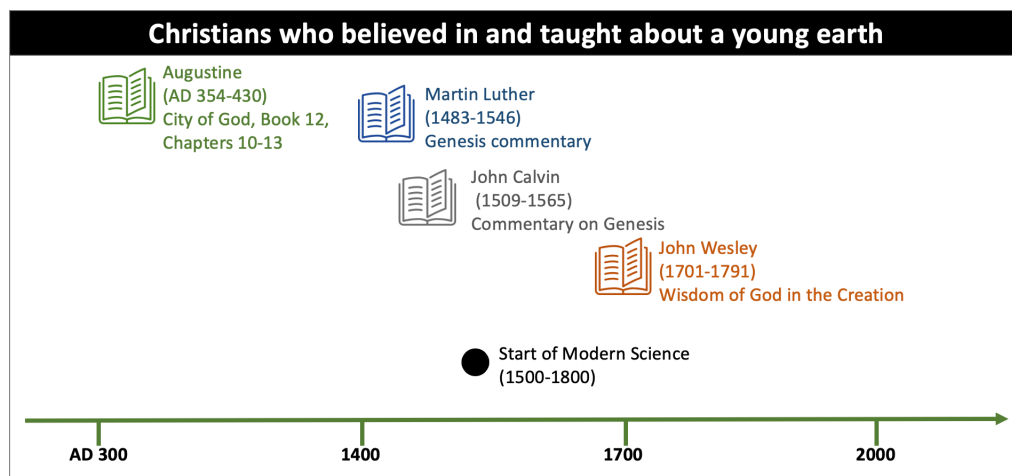 Christians who believed in and taught about a young earth
Augustine
(AD 354-430)
City of God, Book 12,
Chapters 10-13
Martin Luther
(1483-1546)
Genesis commentary
John Calvin
(1509-1565)
Commentary on Genesis
John Wesley
(1701-1791)
Wisdom of God in the Creation
Start of Modern Science
(1500-1800)
AD 300
1400
1700
2000